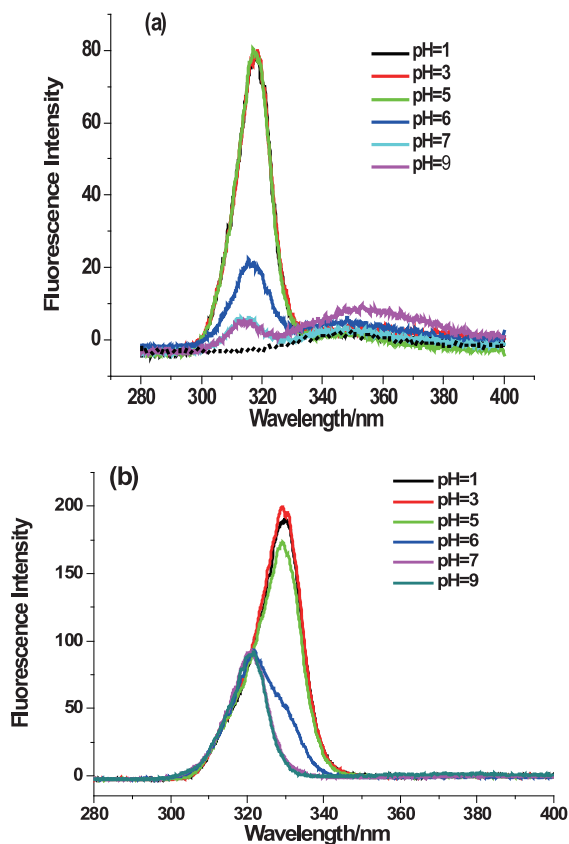 (a)
pH=1
pH=3
pH=5
pH=6
pH=7
pH=9
80
60
40
20
0
Fluorescence Intensity
280 300 320 340 360 380 400
Wavelength/nm
(b)
pH=1
pH=3
pH=5
pH=6
pH=7
pH=9
200
150
100
50
0
Fluorescence Intensity
280 300 320 340 360 380 400
Wavelength/nm